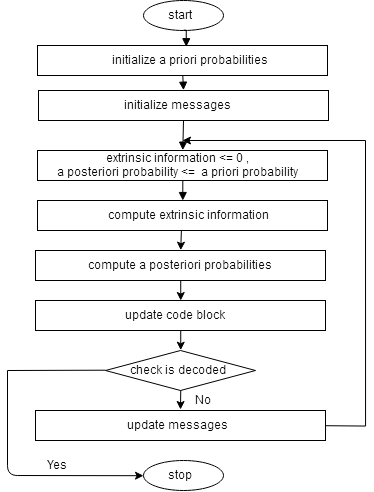 start
initialize a priori probabilities
initialize messages
extrinsic information <= 0 ,
a posteriori probability <= a priori probability
compute extrinsic information
compute a posteriori probabilities
update code block
check is decoded
No
update messages
Yes
stop